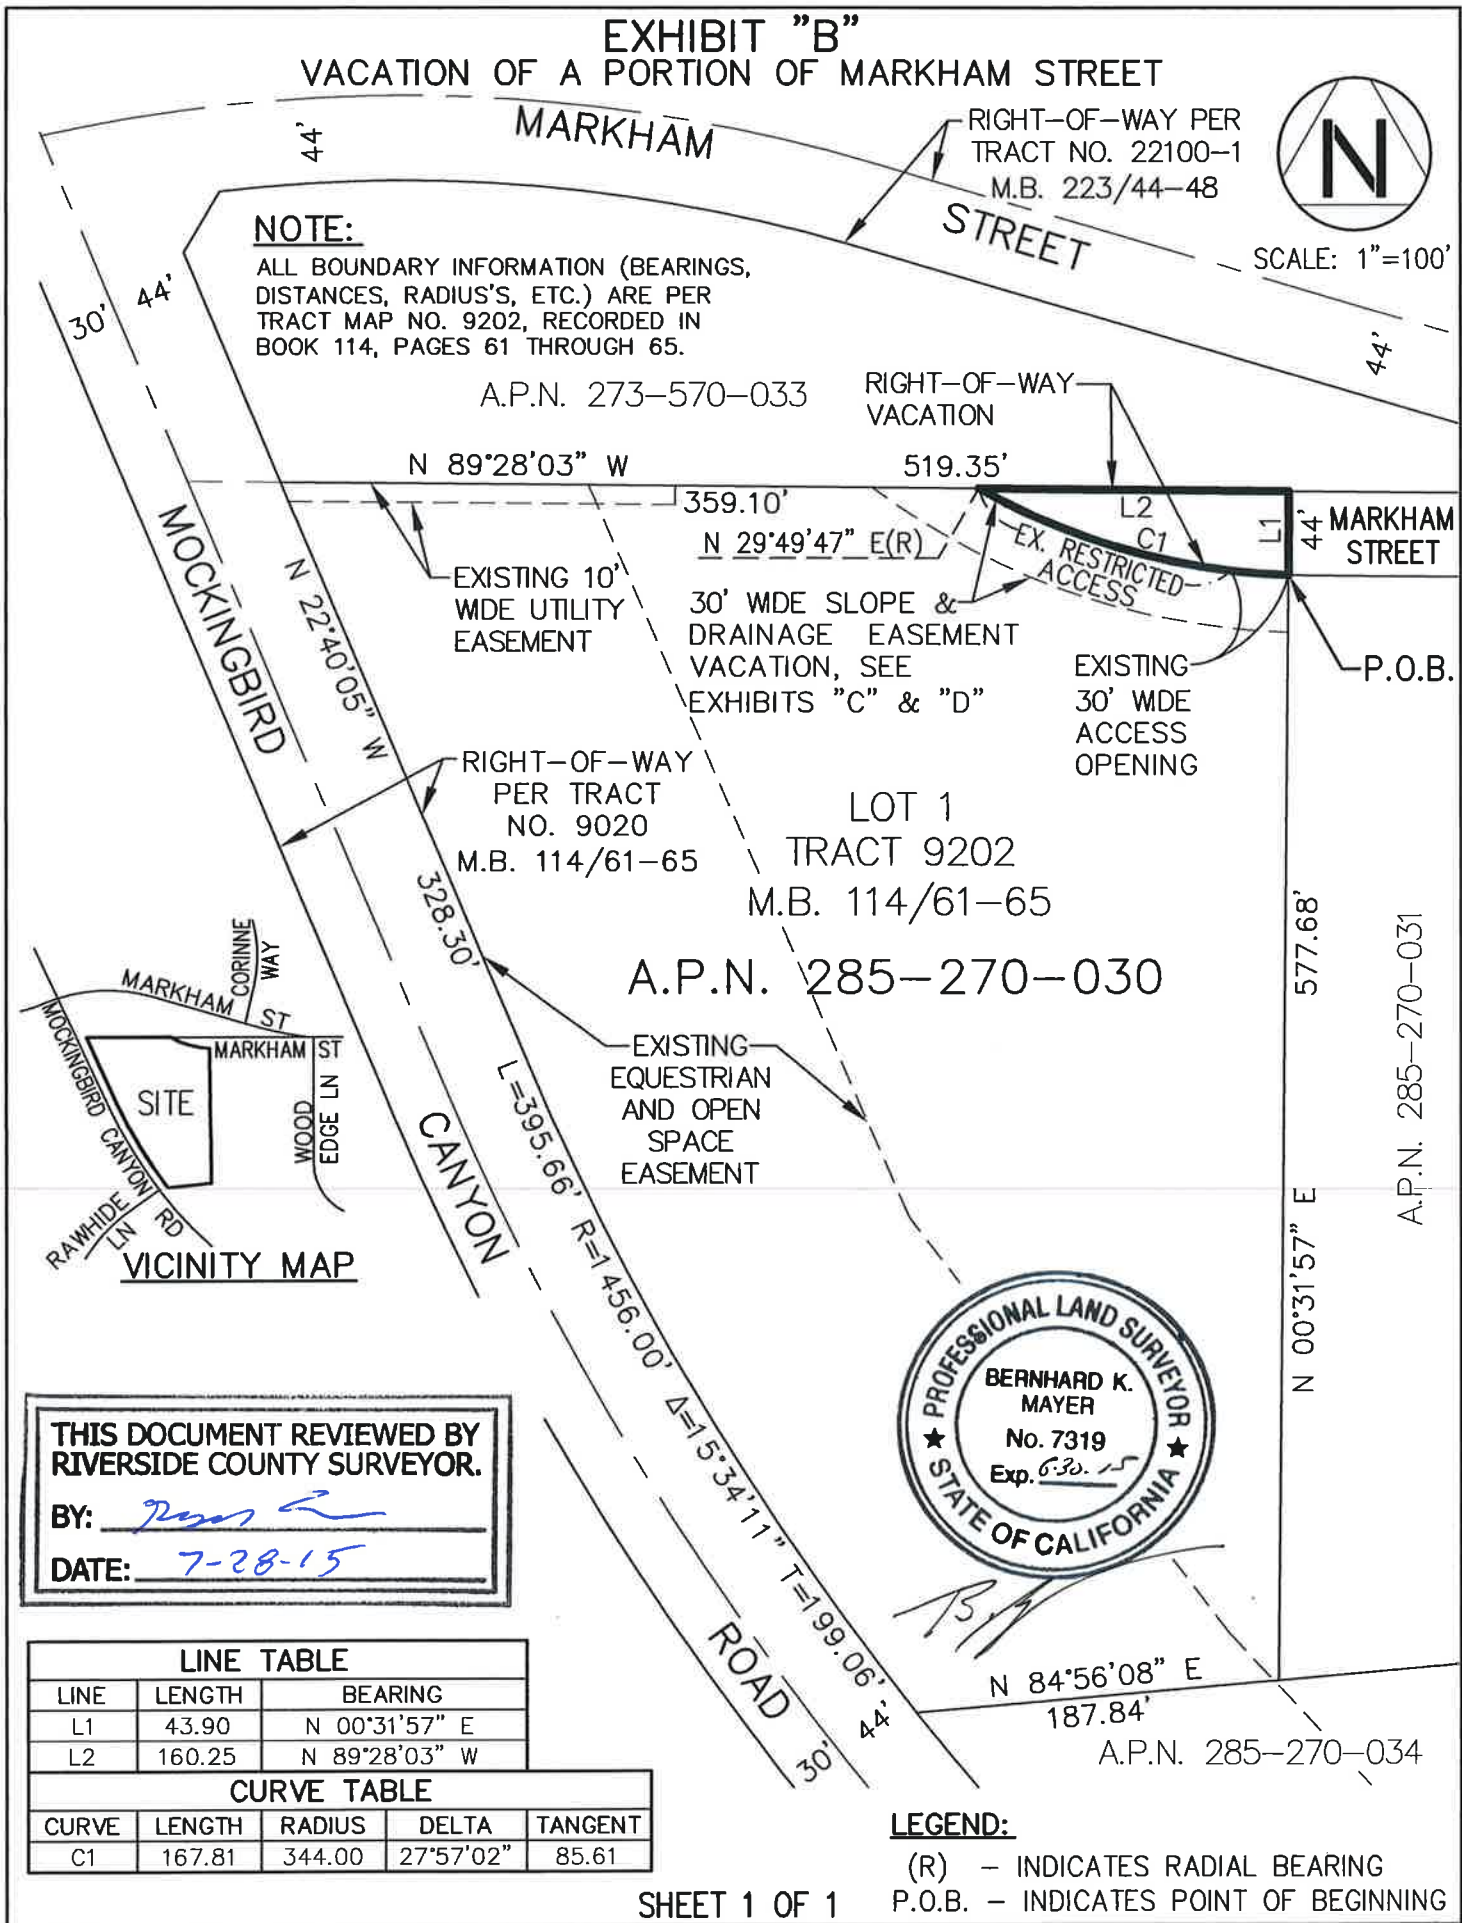 EXHIBIT "B"
VACATION OF A PORTION OF MARKHAM STREET
MARKHAM
STREET
44'
RIGHT-OF-WAY PER
TRACT NO. 22100-1
M.B. 223/44-48
N
SCALE: 1"=100'
NOTE:
ALL BOUNDARY INFORMATION (BEARINGS,
DISTANCES, RADIUS'S, ETC.) ARE PER
TRACT MAP NO. 9202, RECORDED IN
BOOK 114, PAGES 61 THROUGH 65.
30'
44'
44'
A.P.N. 273-570-033
RIGHT-OF-WAY
VACATION
N 89°28'03" W
519.35'
359.10'
N 29°49'47" E(R)
L2
C1
L1
44'
MARKHAM
STREET
EX. RESTRICTED
ACCESS
EXISTING 10'
WIDE UTILITY
EASEMENT
30' WIDE SLOPE &
DRAINAGE EASEMENT
VACATION, SEE
EXHIBITS "C" & "D"
EXISTING
30' WIDE
ACCESS
OPENING
P.O.B.
MOCKINGBIRD
CANYON
ROAD
N 22°40'05" W
328.30'
RIGHT-OF-WAY
PER TRACT
NO. 9020
M.B. 114/61-65
LOT 1
TRACT 9202
M.B. 114/61-65
A.P.N. 285-270-030
577.68'
N 00°31'57" E
A.P.N. 285-270-031
EXISTING
EQUESTRIAN
AND OPEN
SPACE
EASEMENT
L=395.66' R=1456.00' Δ=15°34'11" T=199.06'
44'
30'
CORINNE
WAY
MARKHAM ST
MARKHAM ST
MOCKINGBIRD CANYON RD
SITE
WOOD
EDGE LN
RAWHIDE
LN
VICINITY MAP
THIS DOCUMENT REVIEWED BY
RIVERSIDE COUNTY SURVEYOR.
BY:
DATE: 7-28-15
PROFESSIONAL LAND SURVEYOR
BERNHARD K.
MAYER
No. 7319
Exp. 6-30-15
STATE OF CALIFORNIA
N 84°56'08" E
187.84'
A.P.N. 285-270-034
LINE TABLE
LINE LENGTH BEARING
L1 43.90 N 00°31'57" E
L2 160.25 N 89°28'03" W
CURVE TABLE
CURVE LENGTH RADIUS DELTA TANGENT
C1 167.81 344.00 27°57'02" 85.61
LEGEND:
(R) - INDICATES RADIAL BEARING
P.O.B. - INDICATES POINT OF BEGINNING
SHEET 1 OF 1